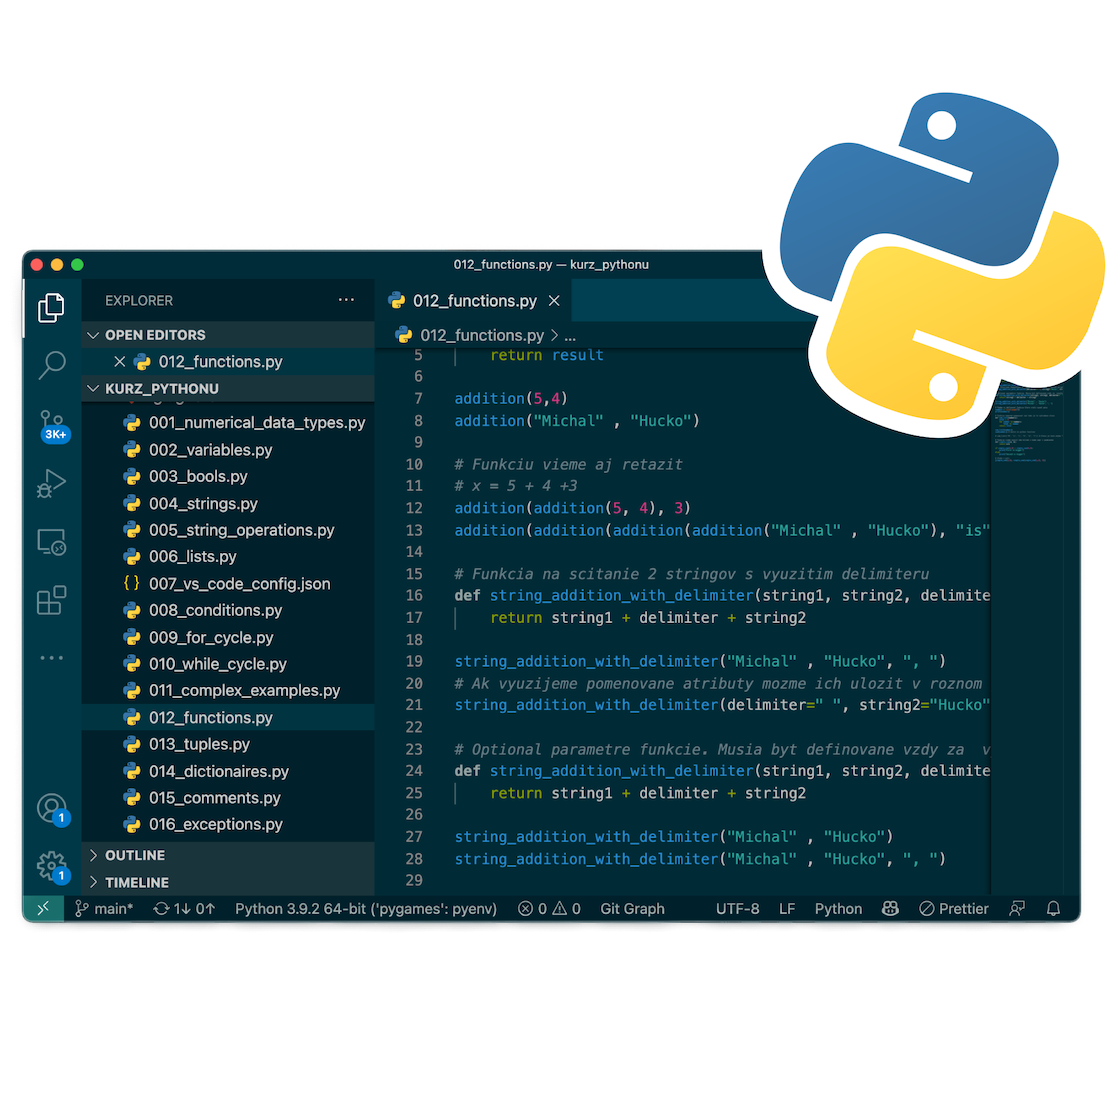 012_functions.py — kurz_pythonu
EXPLORER
OPEN EDITORS
012_functions.py
KURZ_PYTHONU
001_numerical_data_types.py
002_variables.py
003_bools.py
004_strings.py
005_string_operations.py
006_lists.py
{} 007_vs_code_config.json
008_conditions.py
009_for_cycle.py
010_while_cycle.py
011_complex_examples.py
012_functions.py
013_tuples.py
014_dictionaires.py
015_comments.py
016_exceptions.py
OUTLINE
TIMELINE
3K+
1
1
012_functions.py
012_functions.py > ...
5 return result
6
7 addition(5,4)
8 addition("Michal" , "Hucko")
9
10 # Funkciu vieme aj retazit
11 # x = 5 + 4 +3
12 addition(addition(5, 4), 3)
13 addition(addition(addition(addition("Michal" , "Hucko"), "is"
14
15 # Funkcia na scitanie 2 stringov s vyuzitim delimiteru
16 def string_addition_with_delimiter(string1, string2, delimite
17 return string1 + delimiter + string2
18
19 string_addition_with_delimiter("Michal" , "Hucko", ", ")
20 # Ak vyuzijeme pomenovane atributy mozme ich ulozit v roznom
21 string_addition_with_delimiter(delimiter=" ", string2="Hucko"
22
23 # Optional parametre funkcie. Musia byt definovane vzdy za v
24 def string_addition_with_delimiter(string1, string2, delimite
25 return string1 + delimiter + string2
26
27 string_addition_with_delimiter("Michal" , "Hucko")
28 string_addition_with_delimiter("Michal" , "Hucko", ", ")
29
main* 1↓ 0↑ Python 3.9.2 64-bit ('pygames': pyenv) 0 0 Git Graph UTF-8 LF Python Prettier